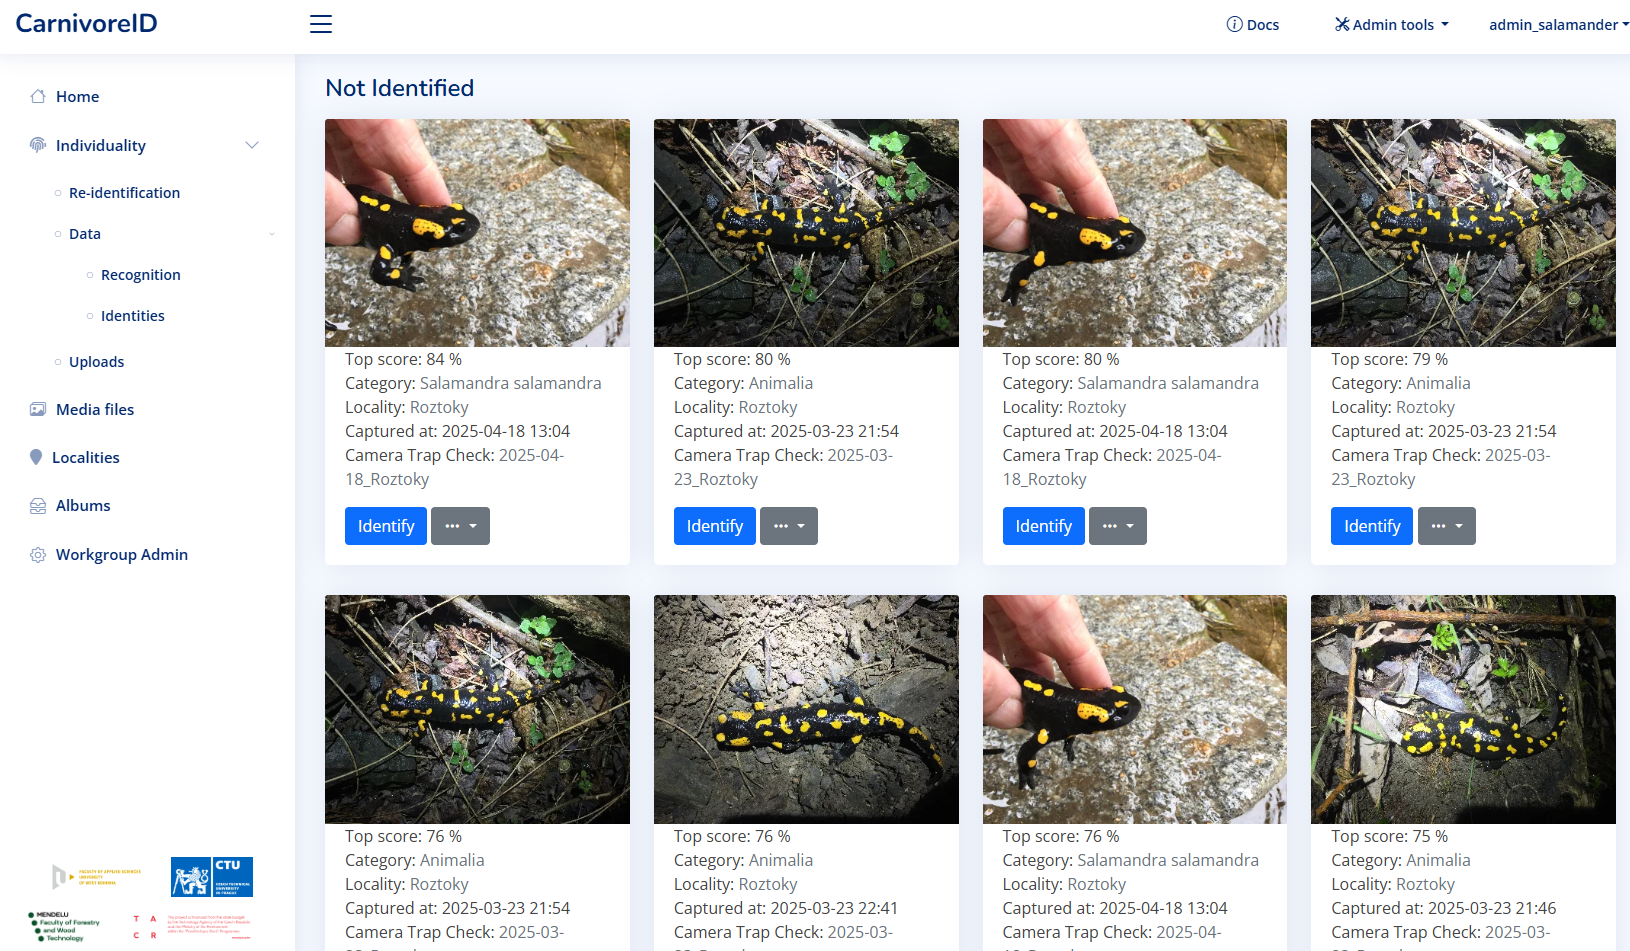 CarnivoreID
Docs
Admin tools
admin_salamander
Home
Individuality
Re-identification
Data
Recognition
Identities
Uploads
Media files
Localities
Albums
Workgroup Admin
FACULTY OF APPLIED SCIENCES
UNIVERSITY
OF WEST BOHEMIA
CTU
CZECH TECHNICAL
UNIVERSITY
IN PRAGUE
MENDELU
Faculty of Forestry
and Wood
Technology
T A
C R
Not Identified
Top score: 84 %
Category: Salamandra salamandra
Locality: Roztoky
Captured at: 2025-04-18 13:04
Camera Trap Check: 2025-04-
18_Roztoky
Identify
Top score: 80 %
Category: Animalia
Locality: Roztoky
Captured at: 2025-03-23 21:54
Camera Trap Check: 2025-03-
23_Roztoky
Identify
Top score: 80 %
Category: Salamandra salamandra
Locality: Roztoky
Captured at: 2025-04-18 13:04
Camera Trap Check: 2025-04-
18_Roztoky
Identify
Top score: 79 %
Category: Animalia
Locality: Roztoky
Captured at: 2025-03-23 21:54
Camera Trap Check: 2025-03-
23_Roztoky
Identify
Top score: 76 %
Category: Animalia
Locality: Roztoky
Captured at: 2025-03-23 21:54
Camera Trap Check: 2025-03-
Top score: 76 %
Category: Animalia
Locality: Roztoky
Captured at: 2025-03-23 22:41
Camera Trap Check: 2025-03-
Top score: 76 %
Category: Salamandra salamandra
Locality: Roztoky
Captured at: 2025-04-18 13:04
Camera Trap Check: 2025-04-
Top score: 75 %
Category: Animalia
Locality: Roztoky
Captured at: 2025-03-23 21:46
Camera Trap Check: 2025-03-